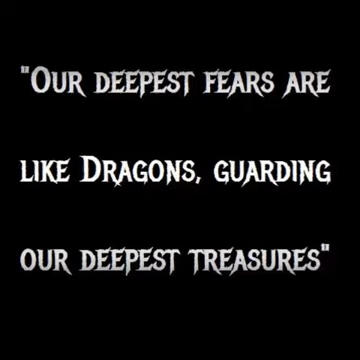 "Our deepest fears are
like Dragons, guarding
our deepest treasures"